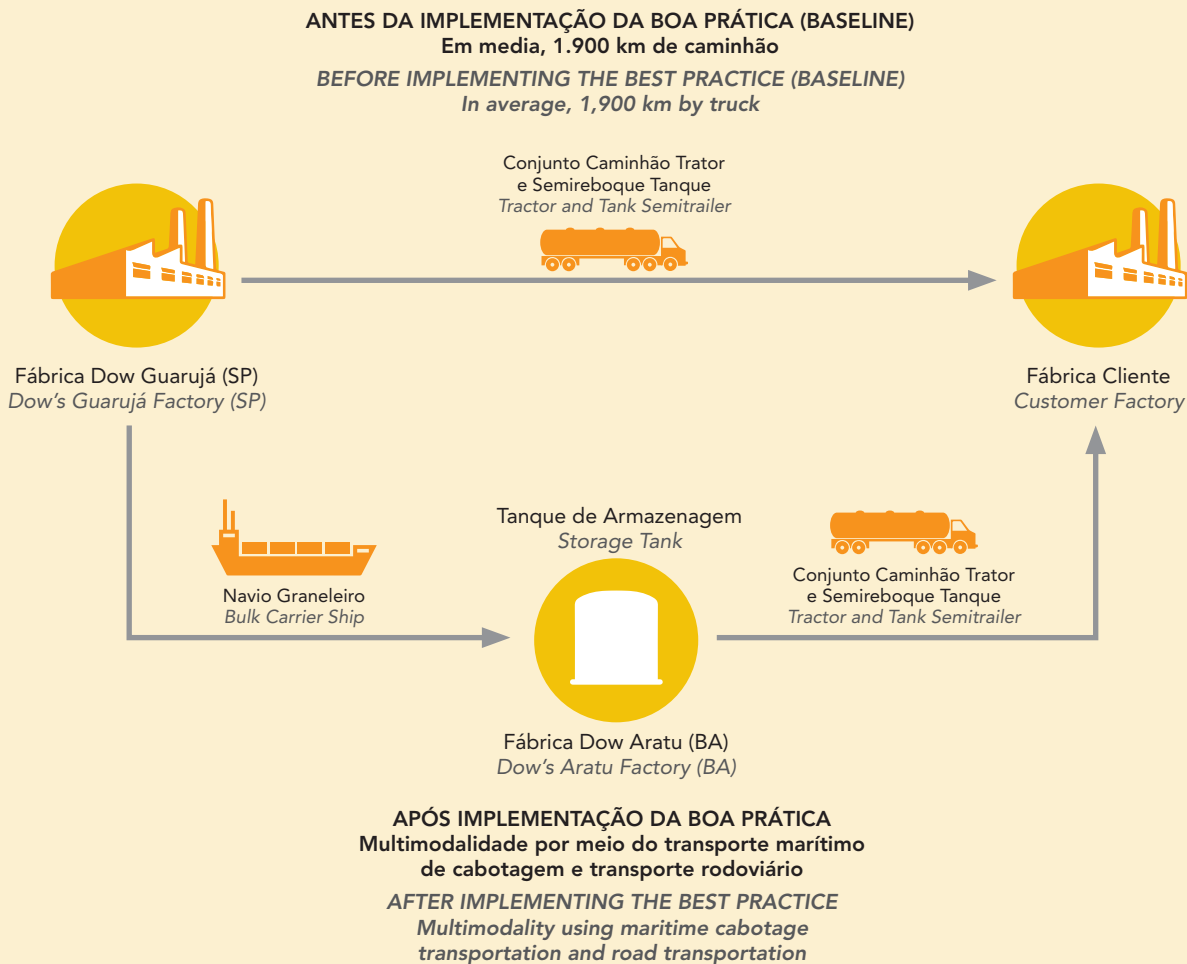 ANTES DA IMPLEMENTAÇÃO DA BOA PRÁTICA (BASELINE)
Em media, 1.900 km de caminhão
BEFORE IMPLEMENTING THE BEST PRACTICE (BASELINE)
In average, 1,900 km by truck
Conjunto Caminhão Trator
e Semireboque Tanque
Tractor and Tank Semitrailer
Fábrica Dow Guarujá (SP)
Dow's Guarujá Factory (SP)
Fábrica Cliente
Customer Factory
Navio Graneleiro
Bulk Carrier Ship
Tanque de Armazenagem
Storage Tank
Conjunto Caminhão Trator
e Semireboque Tanque
Tractor and Tank Semitrailer
Fábrica Dow Aratu (BA)
Dow's Aratu Factory (BA)
APÓS IMPLEMENTAÇÃO DA BOA PRÁTICA
Multimodalidade por meio do transporte marítimo
de cabotagem e transporte rodoviário
AFTER IMPLEMENTING THE BEST PRACTICE
Multimodality using maritime cabotage
transportation and road transportation